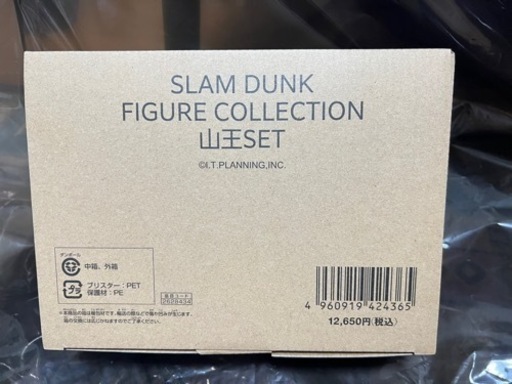 SLAM DUNK
FIGURE COLLECTION
山王SET
©I.T.PLANNING,INC.
ダンボール
中箱、外箱
プラ
ブリスター：PET
保護材：PE
4 960919 424365
12,650円(税込)